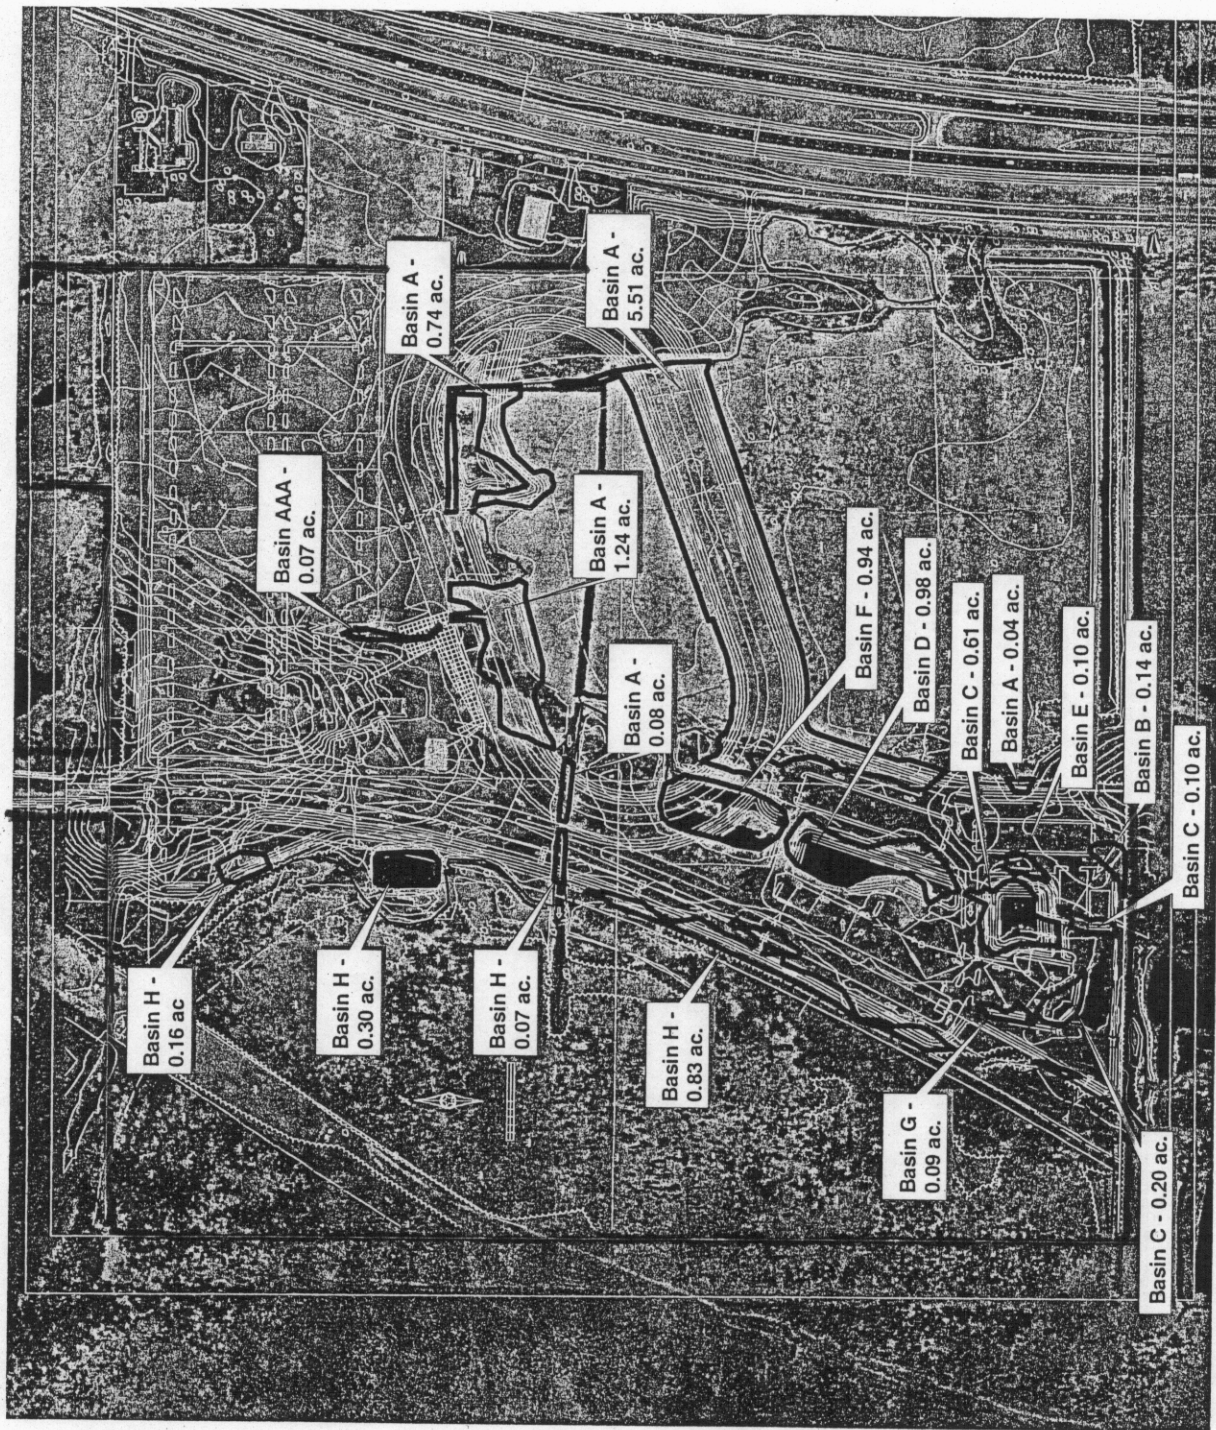 Basin H -
0.16 ac
Basin H -
0.30 ac.
Basin H -
0.07 ac.
Basin H -
0.83 ac.
Basin G -
0.09 ac.
Basin C - 0.20 ac.
Basin AAA -
0.07 ac.
Basin A -
0.74 ac.
Basin A -
5.51 ac.
Basin A -
1.24 ac.
Basin A -
0.08 ac.
Basin F - 0.94 ac.
Basin D - 0.98 ac.
Basin C - 0.61 ac.
Basin A - 0.04 ac.
Basin E - 0.10 ac.
Basin B - 0.14 ac.
Basin C - 0.10 ac.